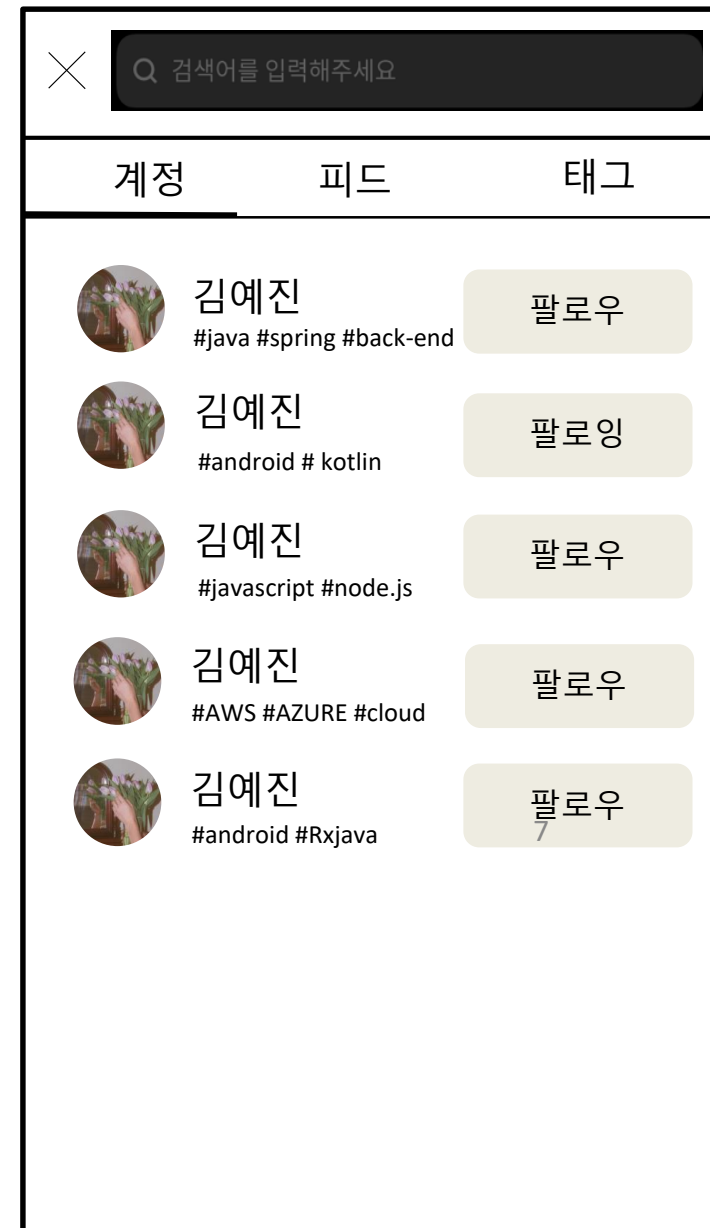 검색어를 입력해주세요
계정 피드 태그
김예진
#java #spring #back-end
팔로우
김예진
#android # kotlin
팔로잉
김예진
#javascript #node.js
팔로우
김예진
#AWS #AZURE #cloud
팔로우
김예진
#android #Rxjava
팔로우
7